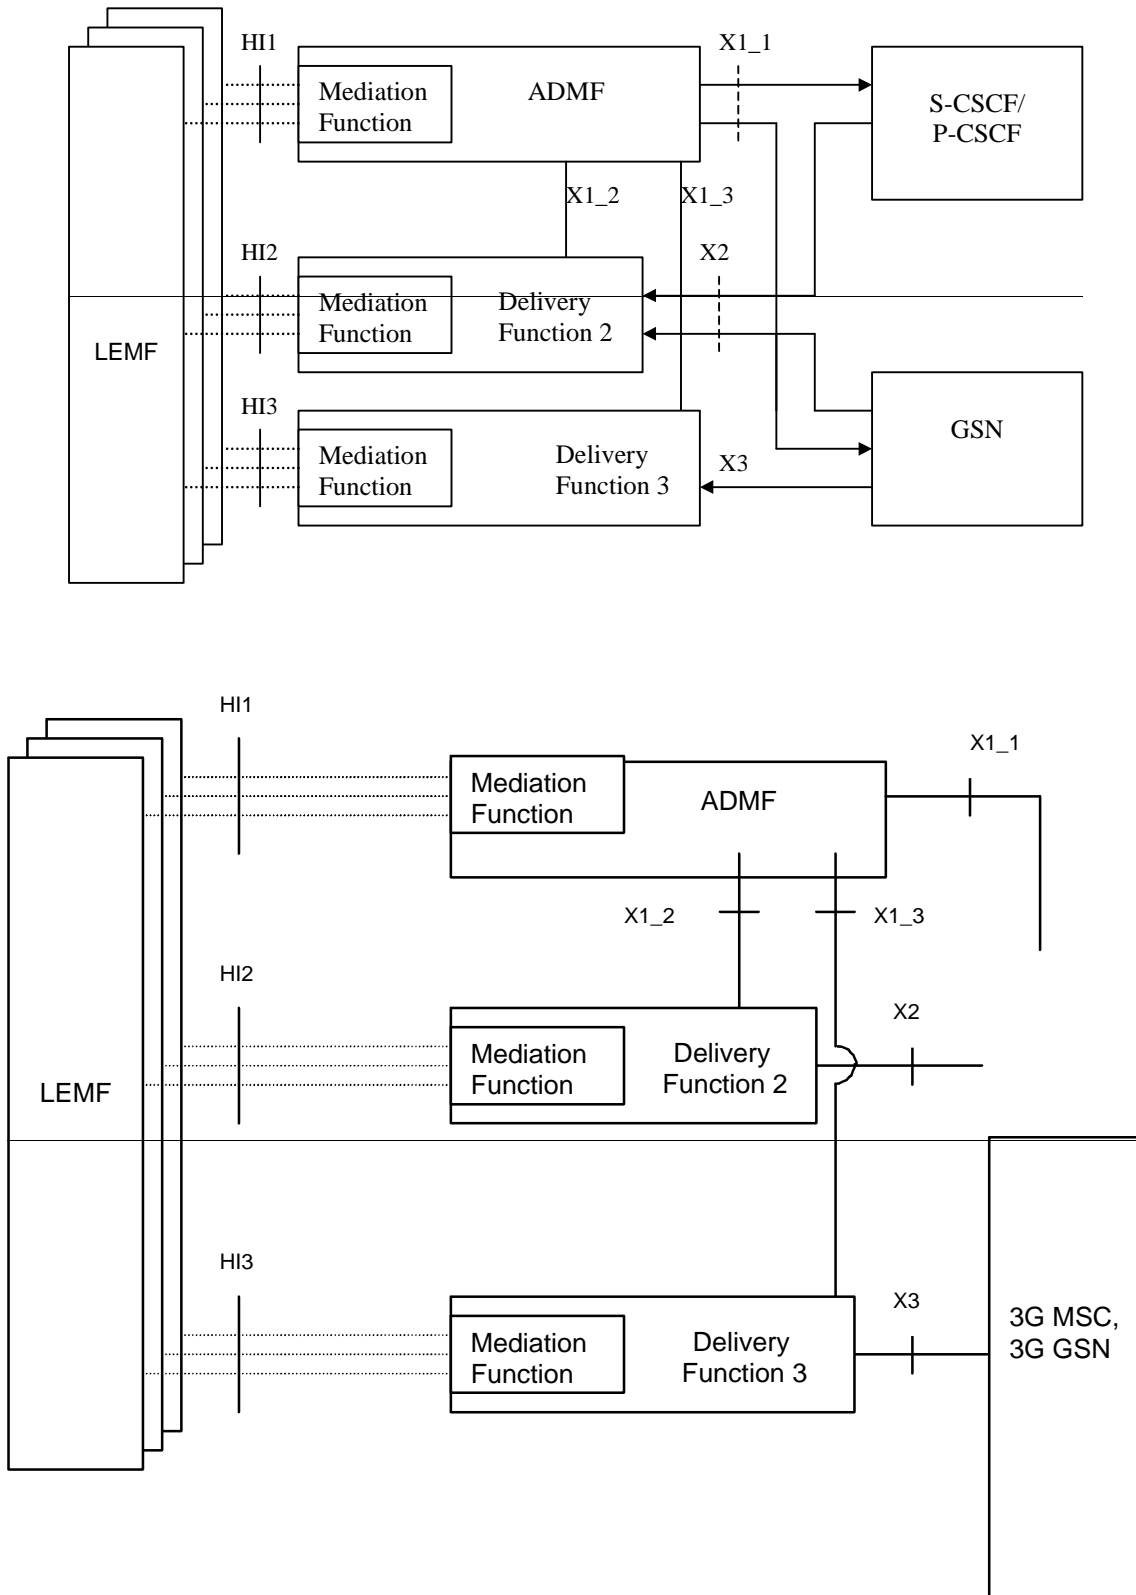 HI1
X1_1
Mediation
Function
ADMF
S-CSCF/
P-CSCF
X1_2
X1_3
HI2
X2
Mediation
Function
Delivery
Function 2
LEMF
HI3
Mediation
Function
Delivery
Function 3
X3
GSN
HI1
X1_1
Mediation
Function
ADMF
X1_2
X1_3
HI2
X2
Mediation
Function
Delivery
Function 2
LEMF
HI3
X3
Mediation
Function
Delivery
Function 3
3G MSC,
3G GSN